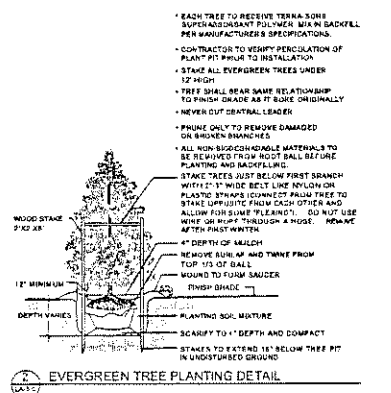 • EACH TREE TO RECEIVE TERRA-SORB
SUPERABSORBANT POLYMER MIX IN BACKFILL
PER MANUFACTURER'S SPECIFICATIONS.
• CONTRACTOR TO VERIFY PERCOLATION OF
PLANT PIT PRIOR TO INSTALLATION
• STAKE ALL EVERGREEN TREES UNDER
12' HIGH
• TREE SHALL BEAR SAME RELATIONSHIP
TO FINISH GRADE AS IT BORE ORIGINALLY
• NEVER CUT CENTRAL LEADER
• PRUNE ONLY TO REMOVE DAMAGED
OR BROKEN BRANCHES
• ALL NON-BIODEGRADABLE MATERIALS TO
BE REMOVED FROM ROOT BALL BEFORE
PLANTING AND BACKFILLING.
STAKE TREES JUST BELOW FIRST BRANCH
WITH 2"-3" WIDE BELT LIKE NYLON OR
PLASTIC STRAPS (CONNECT FROM TREE TO
STAKE OPPOSITE FROM EACH OTHER AND
ALLOW FOR SOME "FLEXING"). DO NOT USE
WIRE OR ROPE THROUGH A HOSE. REMOVE
AFTER FIRST WINTER
WOOD STAKE
2"X2"X8'
4" DEPTH OF MULCH
REMOVE BURLAP AND TWINE FROM
TOP 1/3 OF BALL
MOUND TO FORM SAUCER
12" MINIMUM
FINISH GRADE
DEPTH VARIES
PLANTING SOIL MIXTURE
SCARIFY TO 4" DEPTH AND COMPACT
STAKES TO EXTEND 18" BELOW TREE PIT
IN UNDISTURBED GROUND
2 EVERGREEN TREE PLANTING DETAIL